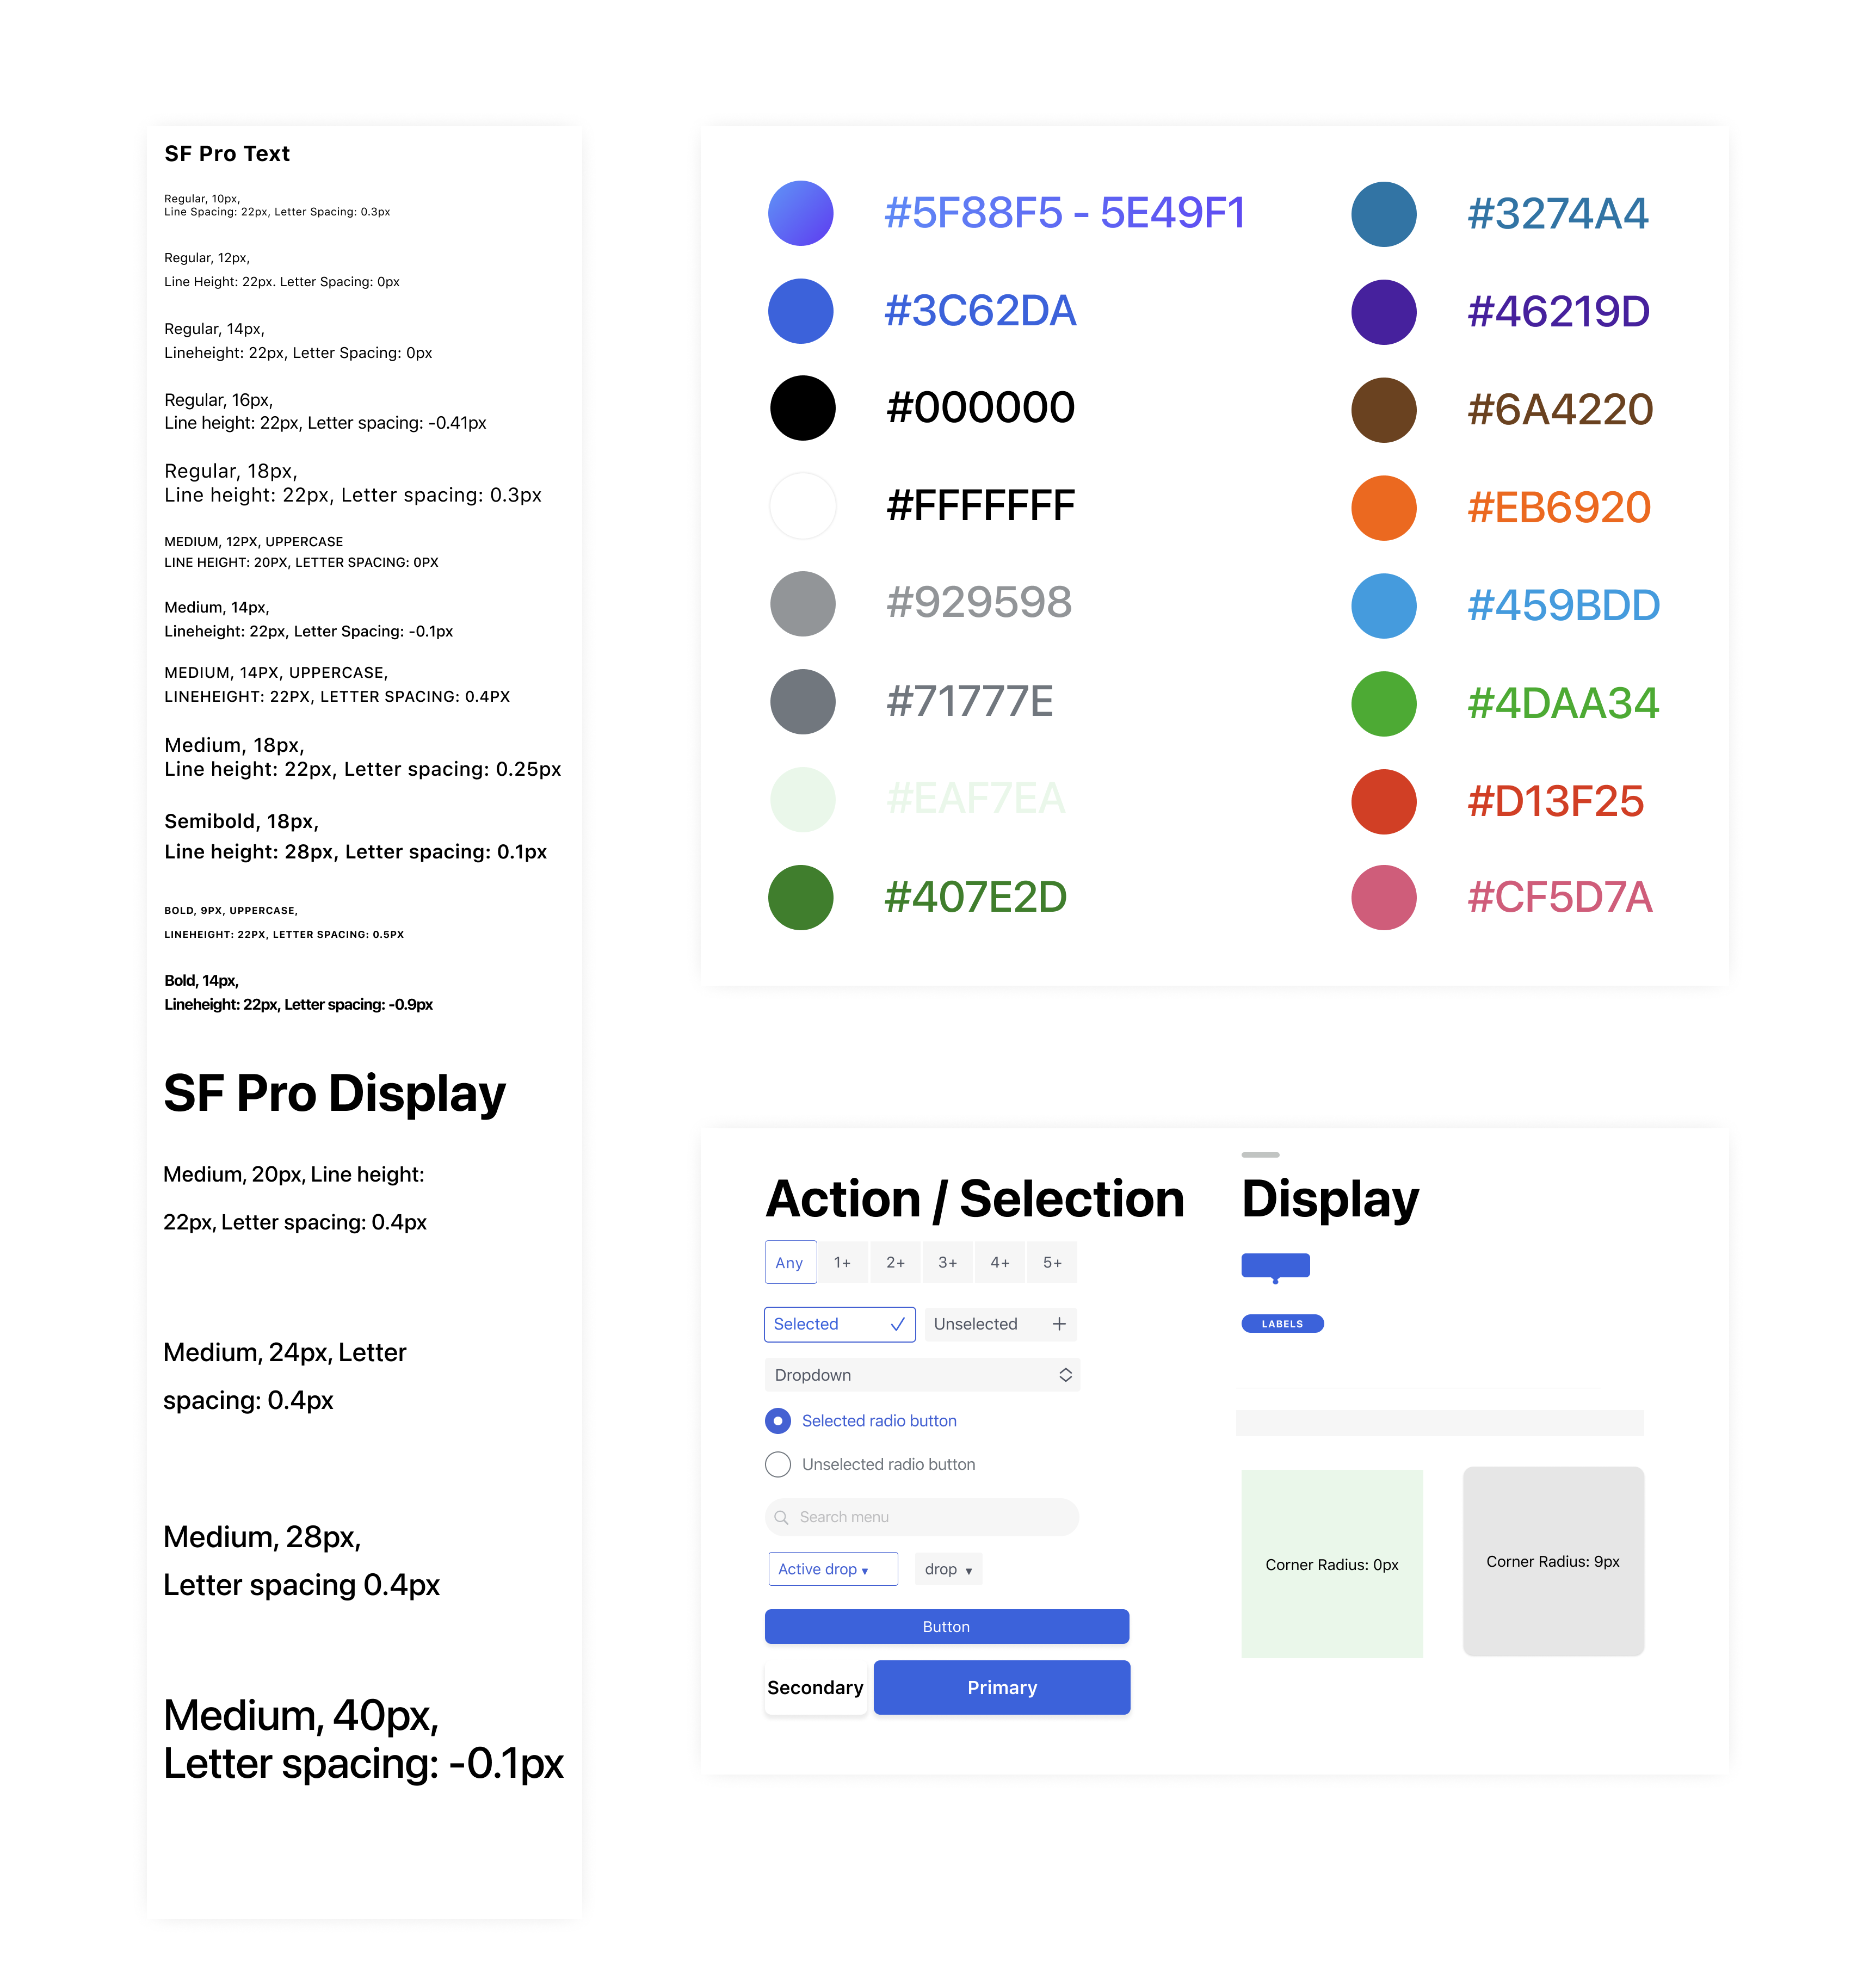 SF Pro Text
Regular, 10px,
Line Spacing: 22px, Letter Spacing: 0.3px
Regular, 12px,
Line Height: 22px. Letter Spacing: 0px
Regular, 14px,
Lineheight: 22px, Letter Spacing: 0px
Regular, 16px,
Line height: 22px, Letter spacing: -0.41px
Regular, 18px,
Line height: 22px, Letter spacing: 0.3px
MEDIUM, 12PX, UPPERCASE
LINE HEIGHT: 20PX, LETTER SPACING: 0PX
Medium, 14px,
Lineheight: 22px, Letter Spacing: -0.1px
MEDIUM, 14PX, UPPERCASE,
LINEHEIGHT: 22PX, LETTER SPACING: 0.4PX
Medium, 18px,
Line height: 22px, Letter spacing: 0.25px
Semibold, 18px,
Line height: 28px, Letter spacing: 0.1px
BOLD, 9PX, UPPERCASE,
LINEHEIGHT: 22PX, LETTER SPACING: 0.5PX
Bold, 14px,
Lineheight: 22px, Letter spacing: -0.9px
SF Pro Display
Medium, 20px, Line height:
22px, Letter spacing: 0.4px
Medium, 24px, Letter
spacing: 0.4px
Medium, 28px,
Letter spacing 0.4px
Medium, 40px,
Letter spacing: -0.1px
#5F88F5 - 5E49F1
#3C62DA
#000000
#FFFFFFF
#929598
#71777E
#EAF7EA
#407E2D
#3274A4
#46219D
#6A4220
#EB6920
#459BDD
#4DAA34
#D13F25
#CF5D7A
Action / Selection
Any 1+ 2+ 3+ 4+ 5+
Selected Unselected +
Dropdown
Selected radio button
Unselected radio button
Search menu
Active drop ▾ drop ▾
Button
Secondary Primary
Display
LABELS
Corner Radius: 0px
Corner Radius: 9px